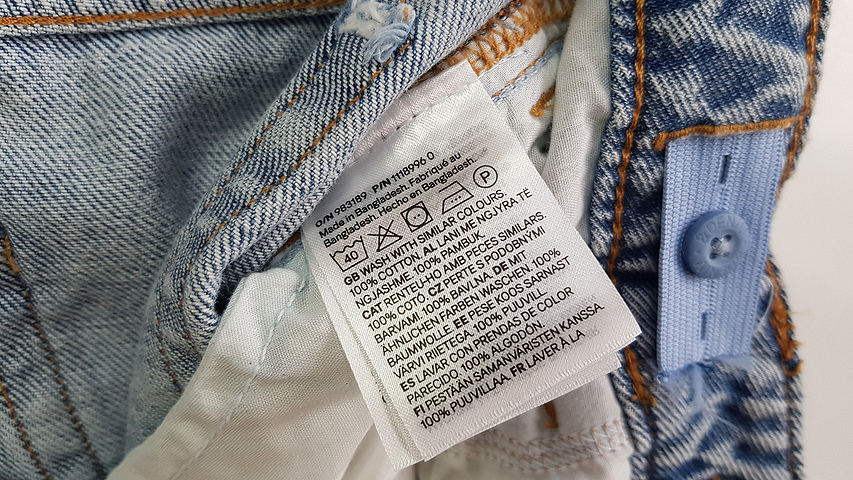 O/N 983189 P/N 1118996 0
Made in Bangladesh. Fabriqué au
Bangladesh. Hecho en Bangladesh.
40 P
GB WASH WITH SIMILAR COLOURS.
100% COTTON. AL LANI ME NGJYRA TË
NGJASHME. 100% PAMBUK.
CAT RENTEU-HO AMB PECES SIMILARS.
100% COTÓ. CZ PERTE S PODOBNÝMI
BARVAMI. 100% BAVLNA. DE MIT
ÄHNLICHEN FARBEN WASCHEN. 100%
BAUMWOLLE. EE PESE KOOS SARNAST
VÄRVI RIIETEGA. 100% PUUVILL.
ES LAVAR CON PRENDAS DE COLOR
PARECIDO. 100% ALGODÓN.
FI PESTÄÄN SAMANVÄRISTEN KANSSA.
100% PUUVILLAA. FR LAVER À LA